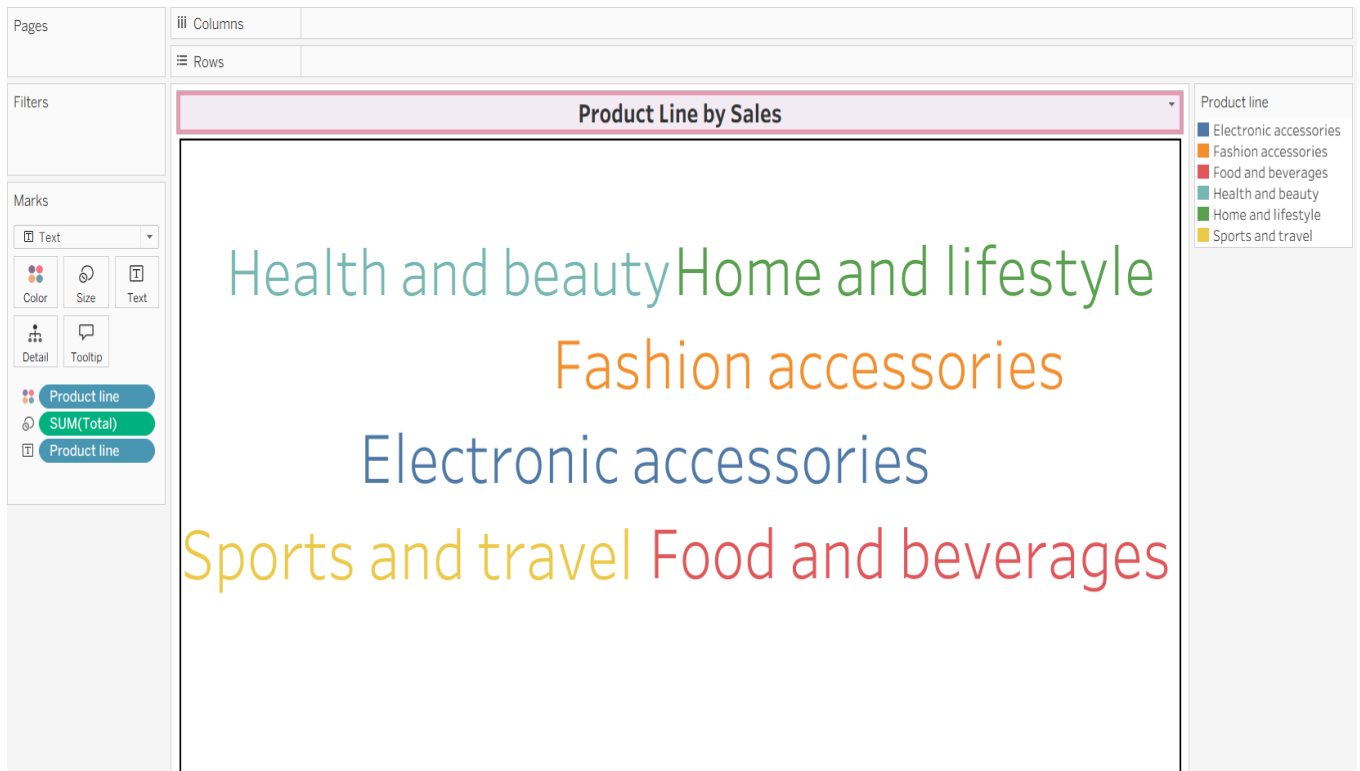 Pages
Columns
Rows
Filters
Product Line by Sales
Product line
Electronic accessories
Fashion accessories
Food and beverages
Health and beauty
Home and lifestyle
Sports and travel
Marks
Text
Color Size Text
Detail Tooltip
Product line
SUM(Total)
Product line
Health and beauty Home and lifestyle
Fashion accessories
Electronic accessories
Sports and travel Food and beverages